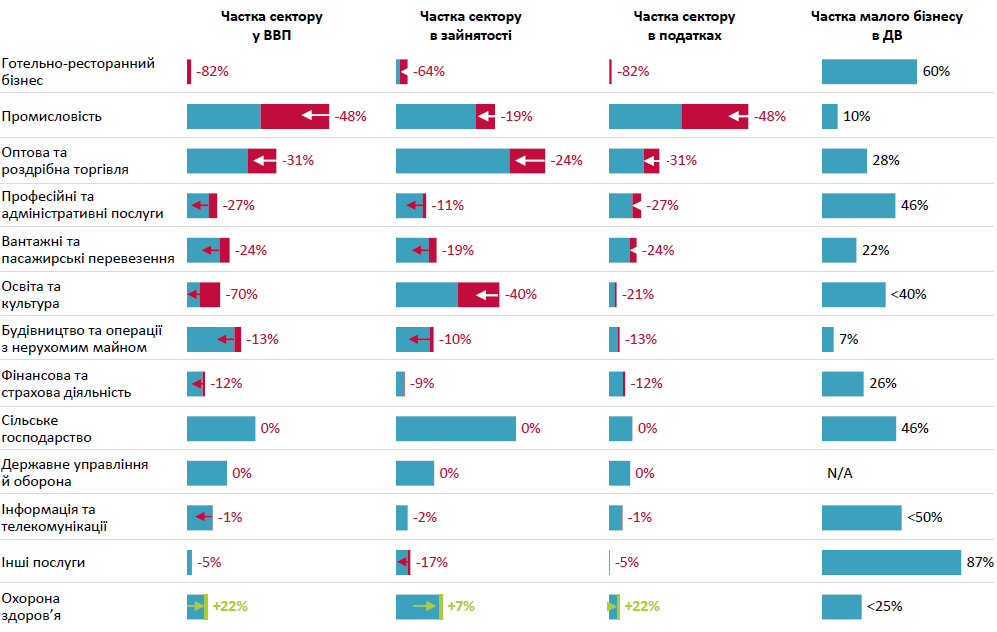 Частка сектору
у ВВП
Частка сектору
в зайнятості
Частка сектору
в податках
Частка малого бізнесу
в ДВ
Готельно-ресторанний
бізнес
-82%
-64%
-82%
60%
Промисловість
-48%
-19%
-48%
10%
Оптова та
роздрібна торгівля
-31%
-24%
-31%
28%
Професійні та
адміністративні послуги
-27%
-11%
-27%
46%
Вантажні та
пасажирські перевезення
-24%
-19%
-24%
22%
Освіта та
культура
-70%
-40%
-21%
<40%
Будівництво та операції
з нерухомим майном
-13%
-10%
-13%
7%
Фінансова та
страхова діяльність
-12%
-9%
-12%
26%
Сільське
господарство
0%
0%
0%
46%
Державне управління
й оборона
0%
0%
0%
N/A
Інформація та
телекомунікації
-1%
-2%
-1%
<50%
Інші послуги
-5%
-17%
-5%
87%
Охорона
здоров’я
+22%
+7%
+22%
<25%